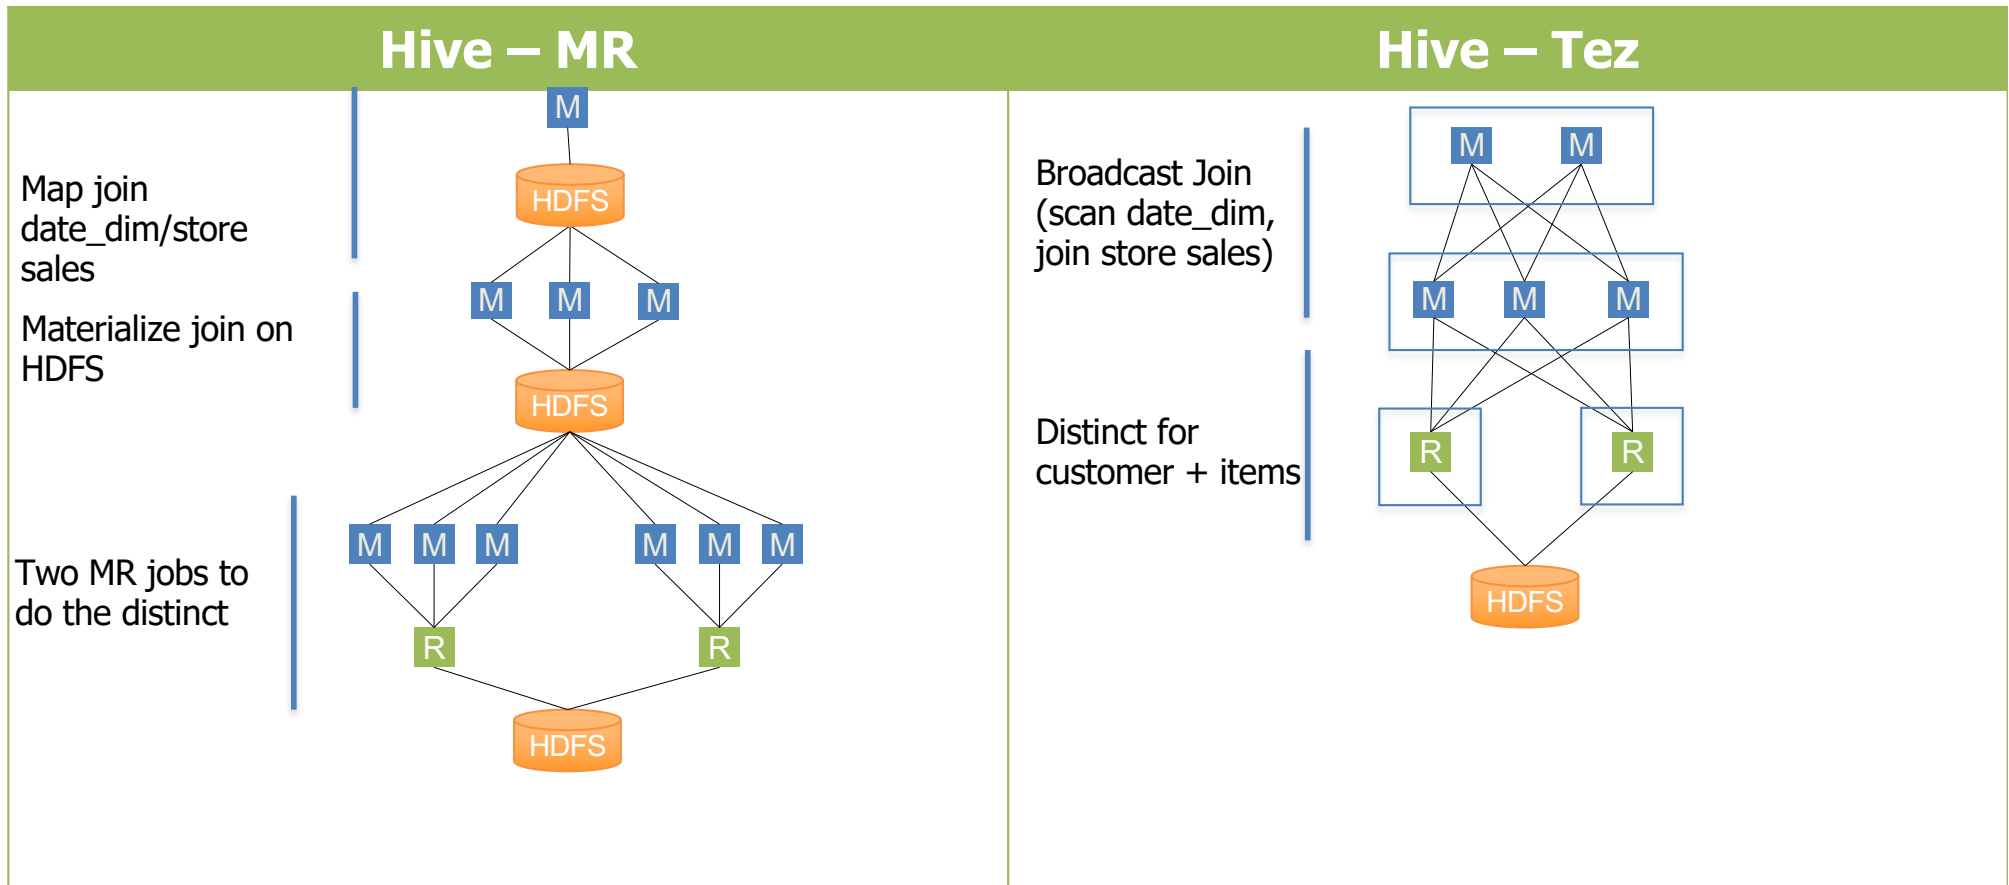 Hive – MR
M
HDFS
Map join
date_dim/store
sales
M M M
Materialize join on
HDFS
HDFS
M M M M M M
Two MR jobs to
do the distinct
R R
HDFS
Hive – Tez
M M
Broadcast Join
(scan date_dim,
join store sales)
M M M
Distinct for
customer + items
R R
HDFS